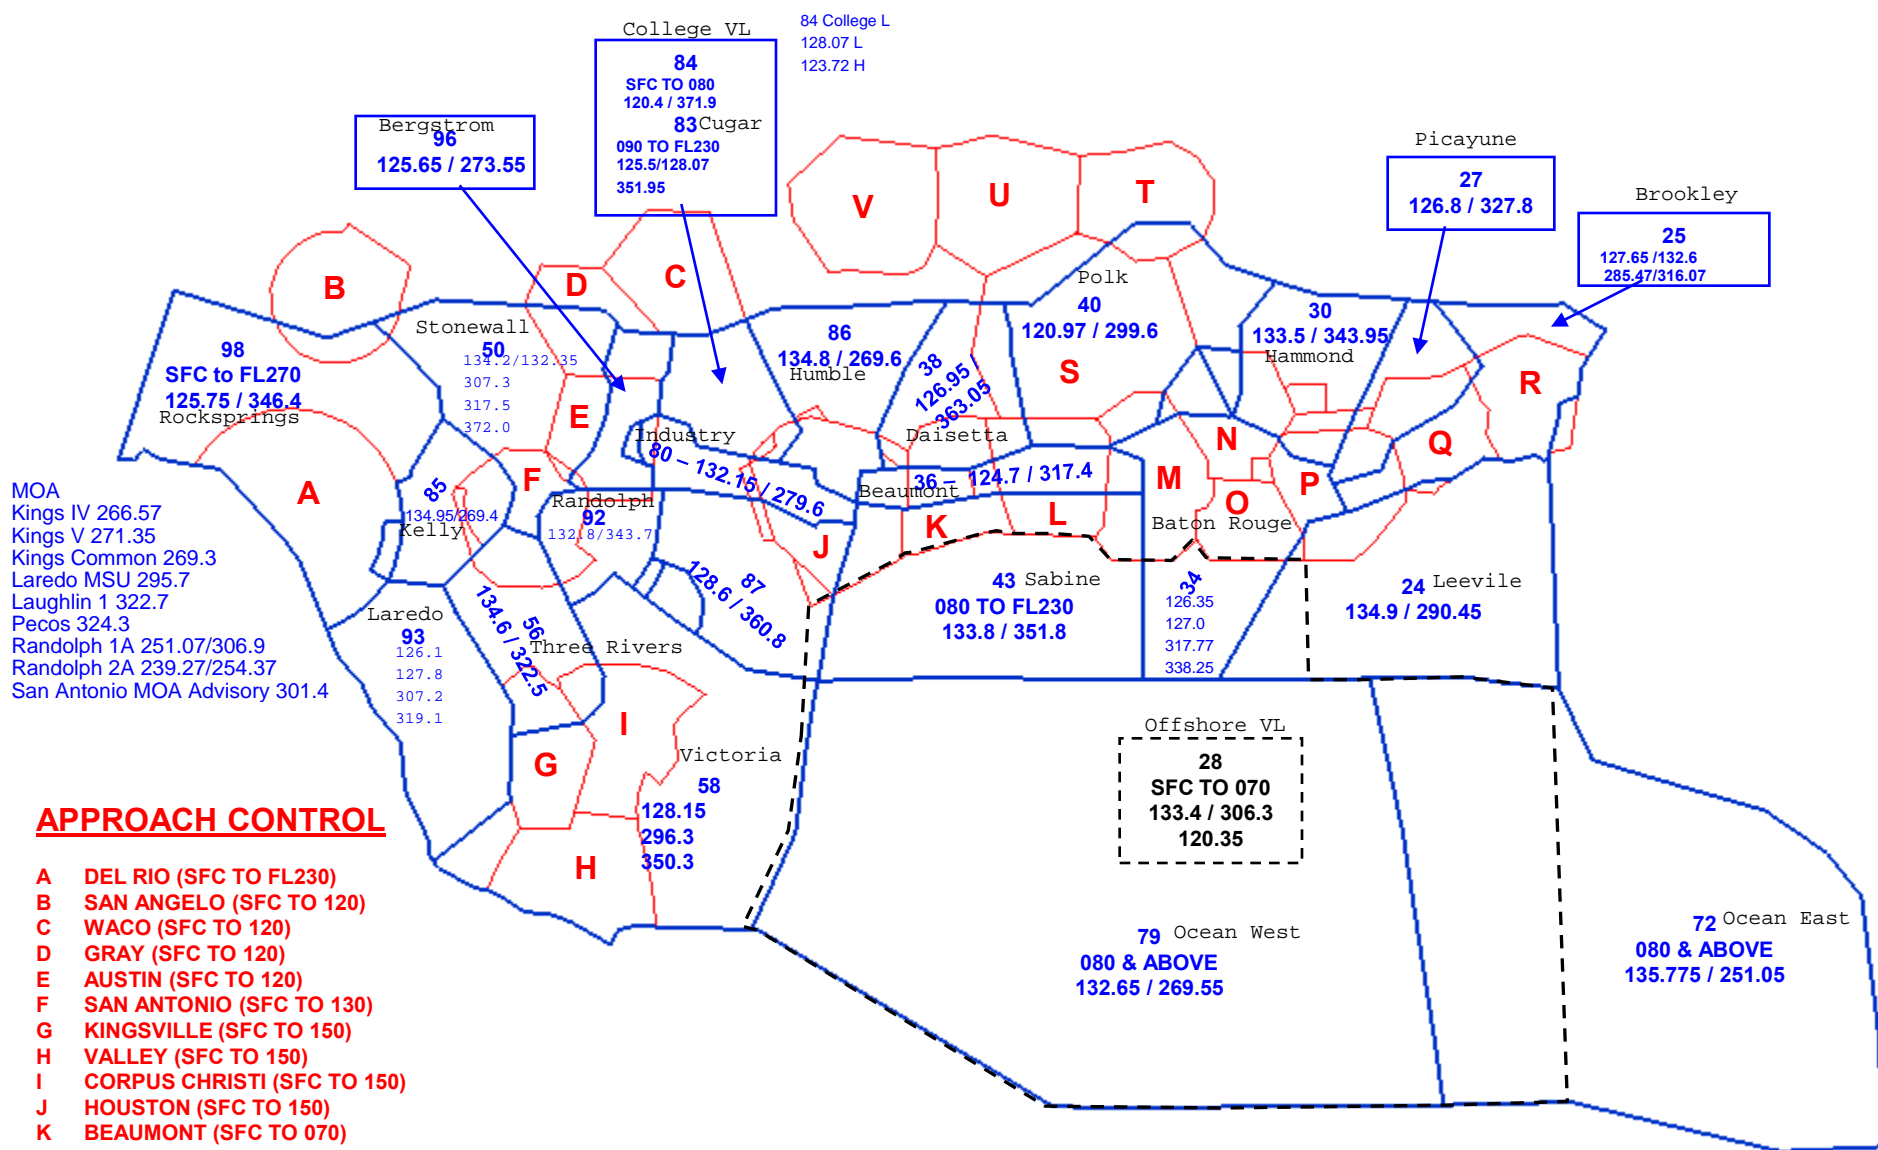 College VL
84
SFC TO 080
120.4 / 371.9
83 Cugar
090 TO FL230
125.5/128.07
351.95
84 College L
128.07 L
123.72 H
Bergstrom
96
125.65 / 273.55
Picayune
27
126.8 / 327.8
Brookley
25
127.65 /132.6
285.47/316.07
V
U
T
B
D
C
98
SFC to FL270
125.75 / 346.4
Rocksprings
Stonewall
50
134.2/132.35
307.3
317.5
372.0
86
134.8 / 269.6
Humble
38
126.95 /
363.05
Polk
40
120.97 / 299.6
S
30
133.5 / 343.95
Hammond
R
E
Industry
80 – 132.15 / 279.6
Daisetta
36 – 124.7 / 317.4
Beaumont
N
Q
M
P
O
Baton Rouge
A
F
85
134.95/269.4
Kelly
Randolph
92
132.8/343.7
K
L
J
MOA
Kings IV 266.57
Kings V 271.35
Kings Common 269.3
Laredo MSU 295.7
Laughlin 1 322.7
Pecos 324.3
Randolph 1A 251.07/306.9
Randolph 2A 239.27/254.37
San Antonio MOA Advisory 301.4
Laredo
93
126.1
127.8
307.2
319.1
56
134.6 / 322.5
Three Rivers
87
128.6 / 360.8
43 Sabine
080 TO FL230
133.8 / 351.8
34
126.35
127.0
317.77
338.25
24 Leevile
134.9 / 290.45
I
G
H
Victoria
58
128.15
296.3
350.3
Offshore VL
28
SFC TO 070
133.4 / 306.3
120.35
79 Ocean West
080 & ABOVE
132.65 / 269.55
72 Ocean East
080 & ABOVE
135.775 / 251.05
APPROACH CONTROL
A DEL RIO (SFC TO FL230)
B SAN ANGELO (SFC TO 120)
C WACO (SFC TO 120)
D GRAY (SFC TO 120)
E AUSTIN (SFC TO 120)
F SAN ANTONIO (SFC TO 130)
G KINGSVILLE (SFC TO 150)
H VALLEY (SFC TO 150)
I CORPUS CHRISTI (SFC TO 150)
J HOUSTON (SFC TO 150)
K BEAUMONT (SFC TO 070)